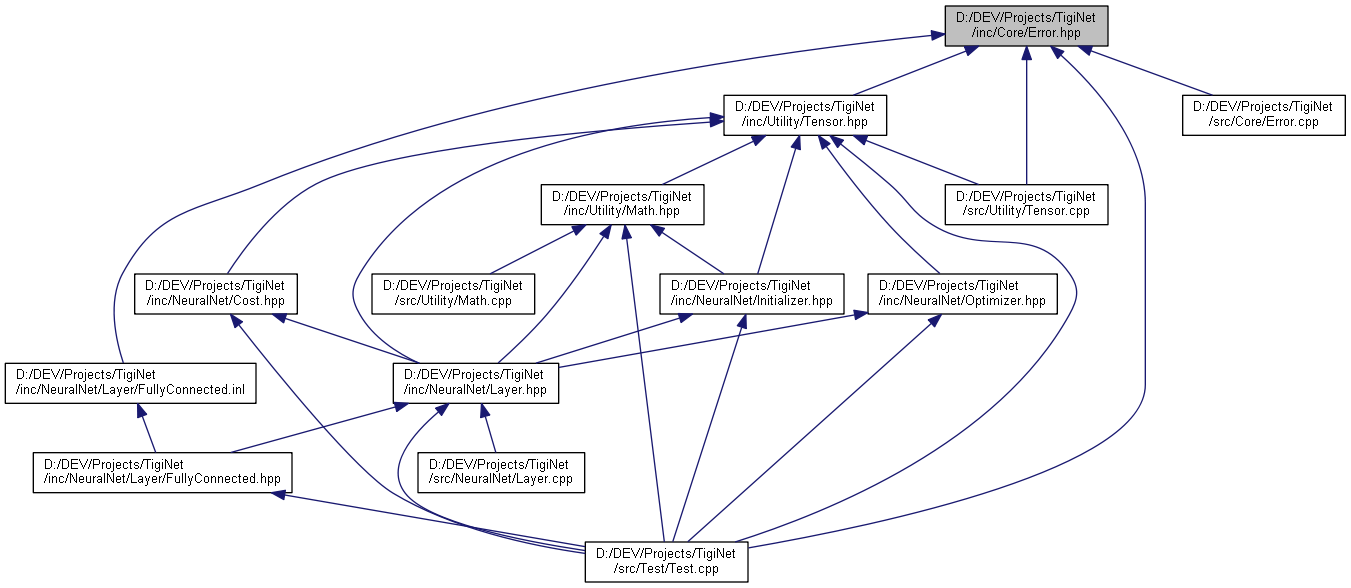 D:/DEV/Projects/TigiNet
/inc/Core/Error.hpp
D:/DEV/Projects/TigiNet
/inc/Utility/Tensor.hpp
D:/DEV/Projects/TigiNet
/src/Core/Error.cpp
D:/DEV/Projects/TigiNet
/inc/Utility/Math.hpp
D:/DEV/Projects/TigiNet
/src/Utility/Tensor.cpp
D:/DEV/Projects/TigiNet
/inc/NeuralNet/Cost.hpp
D:/DEV/Projects/TigiNet
/src/Utility/Math.cpp
D:/DEV/Projects/TigiNet
/inc/NeuralNet/Initializer.hpp
D:/DEV/Projects/TigiNet
/inc/NeuralNet/Optimizer.hpp
D:/DEV/Projects/TigiNet
/inc/NeuralNet/Layer/FullyConnected.inl
D:/DEV/Projects/TigiNet
/inc/NeuralNet/Layer.hpp
D:/DEV/Projects/TigiNet
/inc/NeuralNet/Layer/FullyConnected.hpp
D:/DEV/Projects/TigiNet
/src/NeuralNet/Layer.cpp
D:/DEV/Projects/TigiNet
/src/Test/Test.cpp